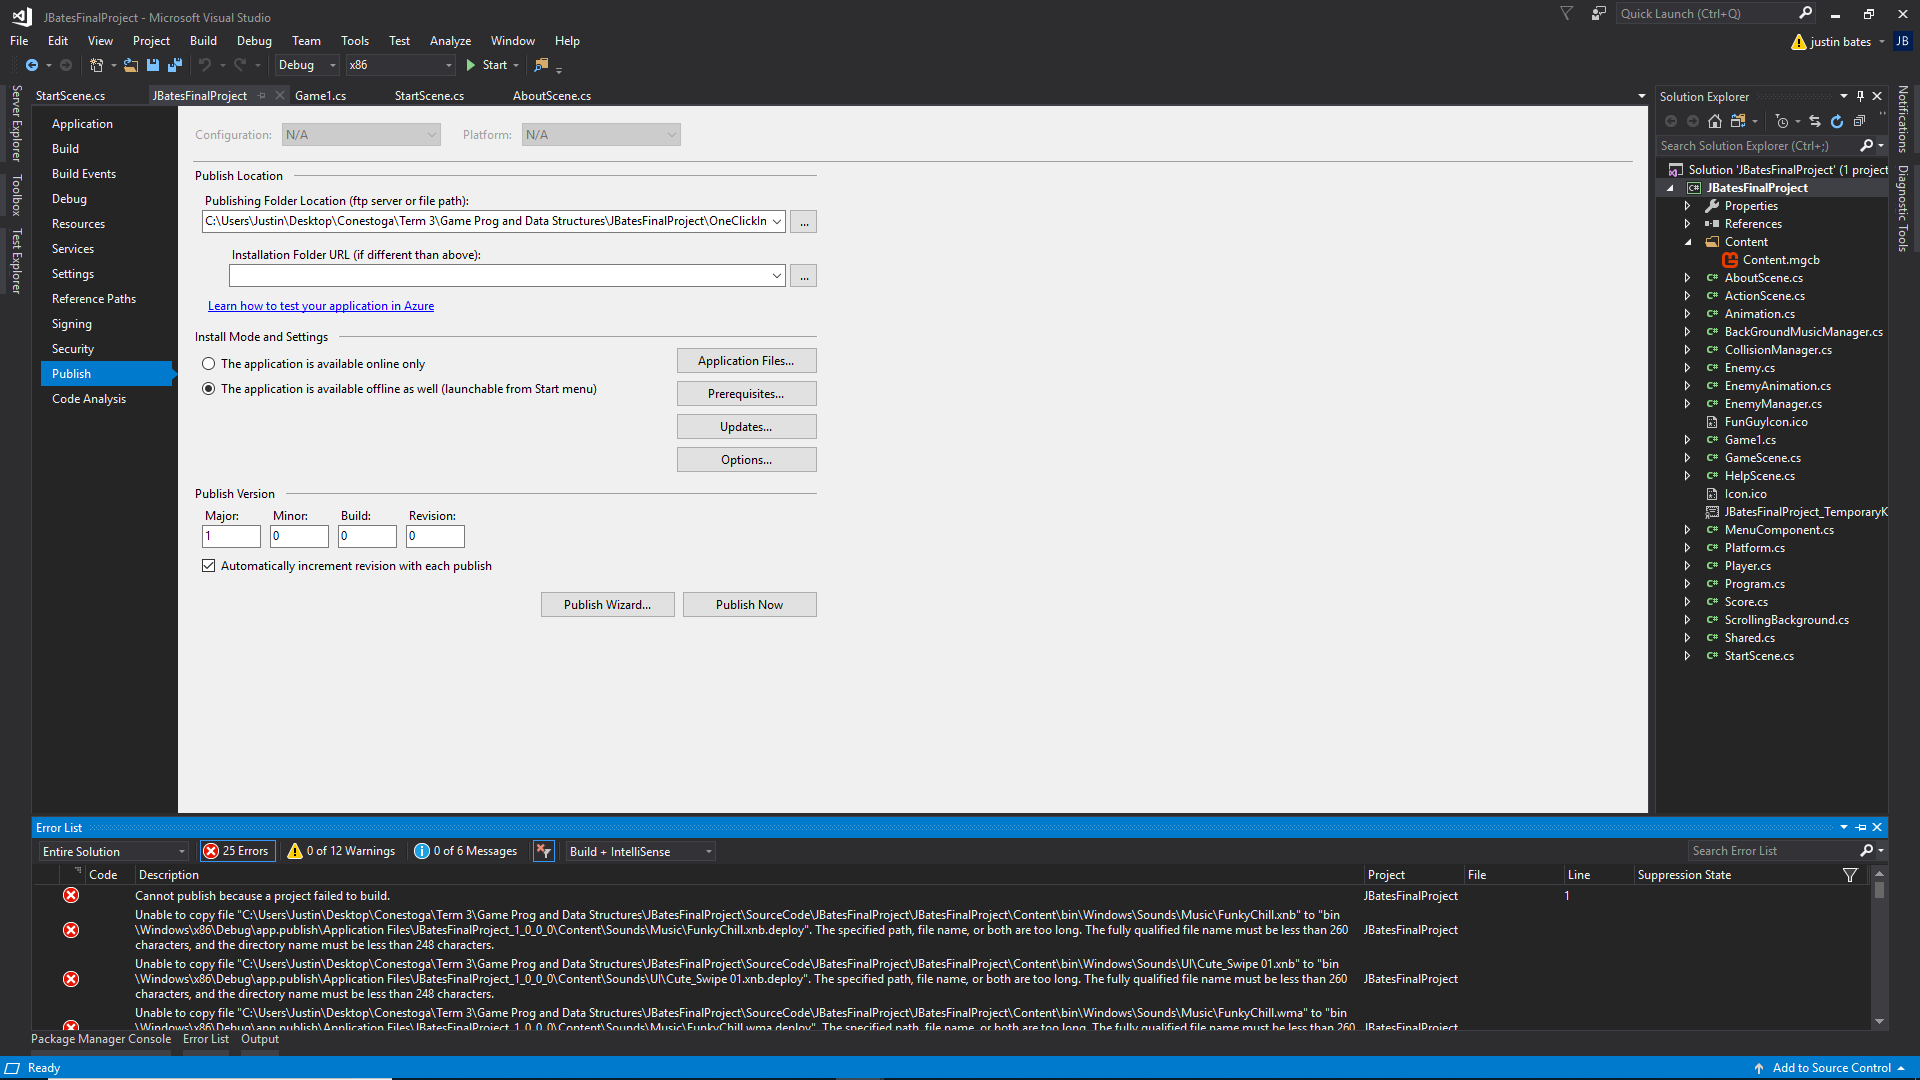 JBatesFinalProject - Microsoft Visual Studio
Quick Launch (Ctrl+Q)
File Edit View Project Build Debug Team Tools Test Analyze Window Help
justin bates JB
Debug x86 Start
StartScene.cs JBatesFinalProject Game1.cs StartScene.cs AboutScene.cs
Server Explorer
Toolbox
Test Explorer
Application
Build
Build Events
Debug
Resources
Services
Settings
Reference Paths
Signing
Security
Publish
Code Analysis
Configuration: N/A Platform: N/A
Publish Location
Publishing Folder Location (ftp server or file path):
C:\Users\Justin\Desktop\Conestoga\Term 3\Game Prog and Data Structures\JBatesFinalProject\OneClickIn ...
Installation Folder URL (if different than above):
...
Learn how to test your application in Azure
Install Mode and Settings
The application is available online only
The application is available offline as well (launchable from Start menu)
Application Files...
Prerequisites...
Updates...
Options...
Publish Version
Major: Minor: Build: Revision:
1 0 0 0
Automatically increment revision with each publish
Publish Wizard... Publish Now
Solution Explorer
Search Solution Explorer (Ctrl+;)
Solution 'JBatesFinalProject' (1 project
JBatesFinalProject
Properties
References
Content
Content.mgcb
C# AboutScene.cs
C# ActionScene.cs
C# Animation.cs
C# BackGroundMusicManager.cs
C# CollisionManager.cs
C# Enemy.cs
C# EnemyAnimation.cs
C# EnemyManager.cs
FunGuyIcon.ico
C# Game1.cs
C# GameScene.cs
C# HelpScene.cs
Icon.ico
JBatesFinalProject_TemporaryK
C# MenuComponent.cs
C# Platform.cs
C# Player.cs
C# Program.cs
C# Score.cs
C# ScrollingBackground.cs
C# Shared.cs
C# StartScene.cs
Notifications
Diagnostic Tools
Error List
Entire Solution 25 Errors 0 of 12 Warnings 0 of 6 Messages Build + IntelliSense Search Error List
Code Description Project File Line Suppression State
Cannot publish because a project failed to build. JBatesFinalProject 1
Unable to copy file "C:\Users\Justin\Desktop\Conestoga\Term 3\Game Prog and Data Structures\JBatesFinalProject\SourceCode\JBatesFinalProject\JBatesFinalProject\Content\bin\Windows\Sounds\Music\FunkyChill.xnb" to "bin
\Windows\x86\Debug\app.publish\Application Files\JBatesFinalProject_1_0_0_0\Content\Sounds\Music\FunkyChill.xnb.deploy". The specified path, file name, or both are too long. The fully qualified file name must be less than 260 JBatesFinalProject
characters, and the directory name must be less than 248 characters.
Unable to copy file "C:\Users\Justin\Desktop\Conestoga\Term 3\Game Prog and Data Structures\JBatesFinalProject\SourceCode\JBatesFinalProject\JBatesFinalProject\Content\bin\Windows\Sounds\UI\Cute_Swipe 01.xnb" to "bin
\Windows\x86\Debug\app.publish\Application Files\JBatesFinalProject_1_0_0_0\Content\Sounds\UI\Cute_Swipe 01.xnb.deploy". The specified path, file name, or both are too long. The fully qualified file name must be less than 260 JBatesFinalProject
characters, and the directory name must be less than 248 characters.
Unable to copy file "C:\Users\Justin\Desktop\Conestoga\Term 3\Game Prog and Data Structures\JBatesFinalProject\SourceCode\JBatesFinalProject\JBatesFinalProject\Content\bin\Windows\Sounds\Music\FunkyChill.wma" to "bin
\Windows\x86\Debug\app.publish\Application Files\JBatesFinalProject_1_0_0_0\Content\Sounds\Music\FunkyChill.wma.deploy". The specified path, file name, or both are too long. The fully qualified file name must be less than 260 JBatesFinalProject
Package Manager Console Error List Output
Ready Add to Source Control